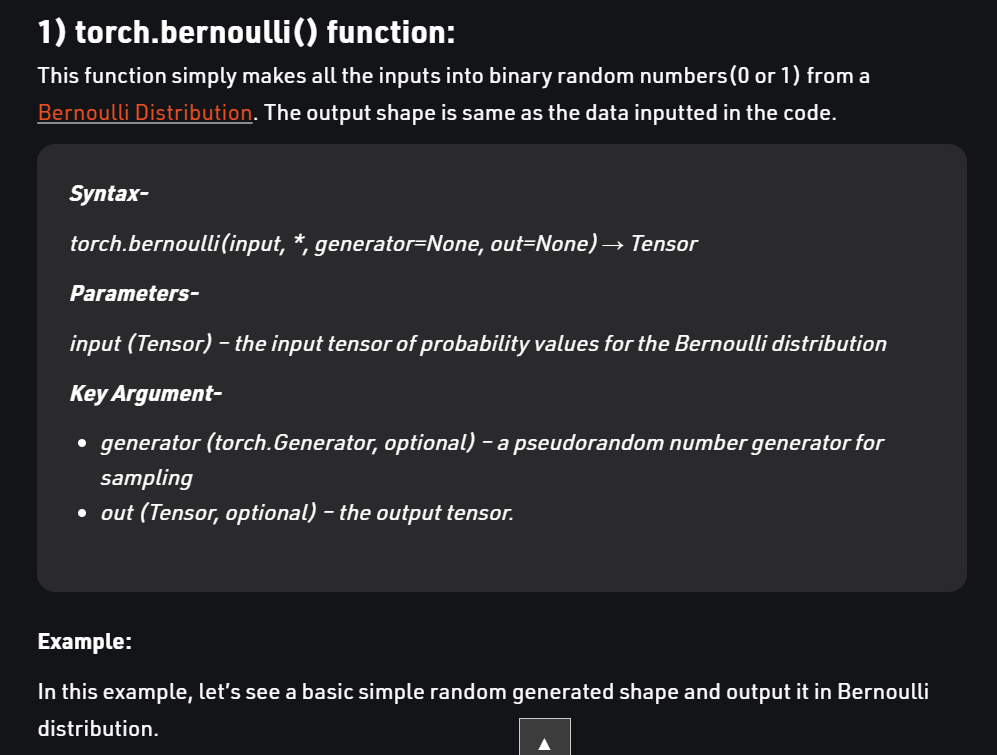 1) torch.bernoulli() function:
This function simply makes all the inputs into binary random numbers(0 or 1) from a
Bernoulli Distribution. The output shape is same as the data inputted in the code.
Syntax-
torch.bernoulli(input, *, generator=None, out=None) → Tensor
Parameters-
input (Tensor) – the input tensor of probability values for the Bernoulli distribution
Key Argument-
• generator (torch.Generator, optional) – a pseudorandom number generator for
sampling
• out (Tensor, optional) – the output tensor.
Example:
In this example, let’s see a basic simple random generated shape and output it in Bernoulli
distribution.